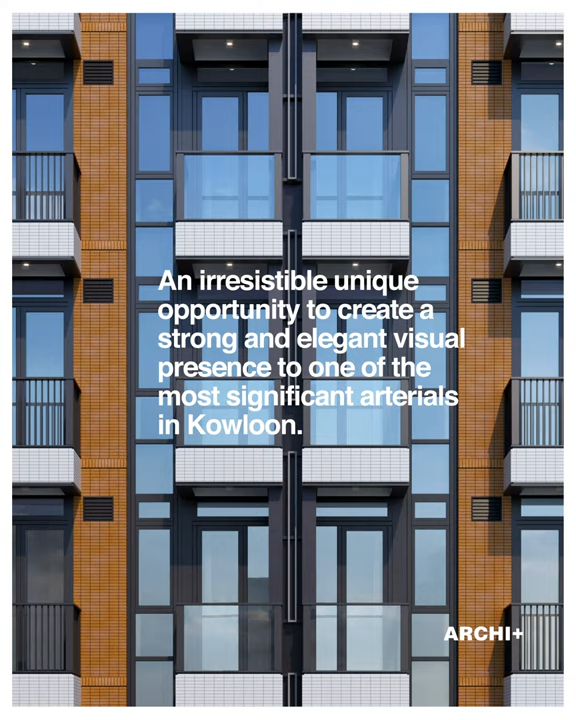 An irresistible unique
opportunity to create a
strong and elegant visual
presence to one of the
most significant arterials
in Kowloon.
ARCHI+